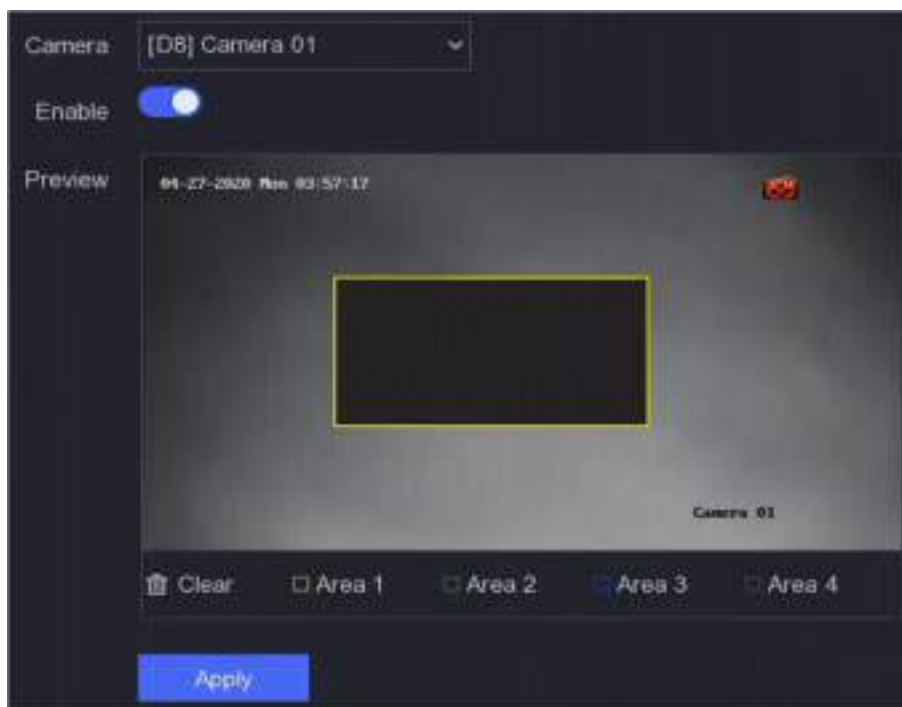 Camera [D8] Camera 01
Enable
Preview
04-27-2020 Mon 03:57:17
Camera 01
Clear Area 1 Area 2 Area 3 Area 4
Apply